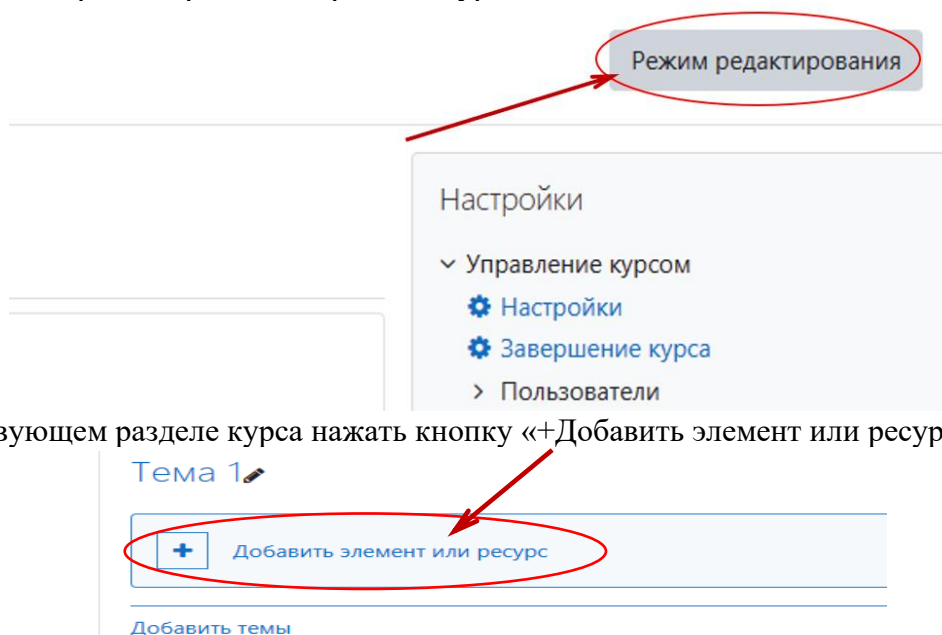 Режим редактирования
Настройки
Управление курсом
Настройки
Завершение курса
Пользователи
вующем разделе курса нажать кнопку «+Добавить элемент или ресур
Тема 1
+ Добавить элемент или ресурс
Добавить темы